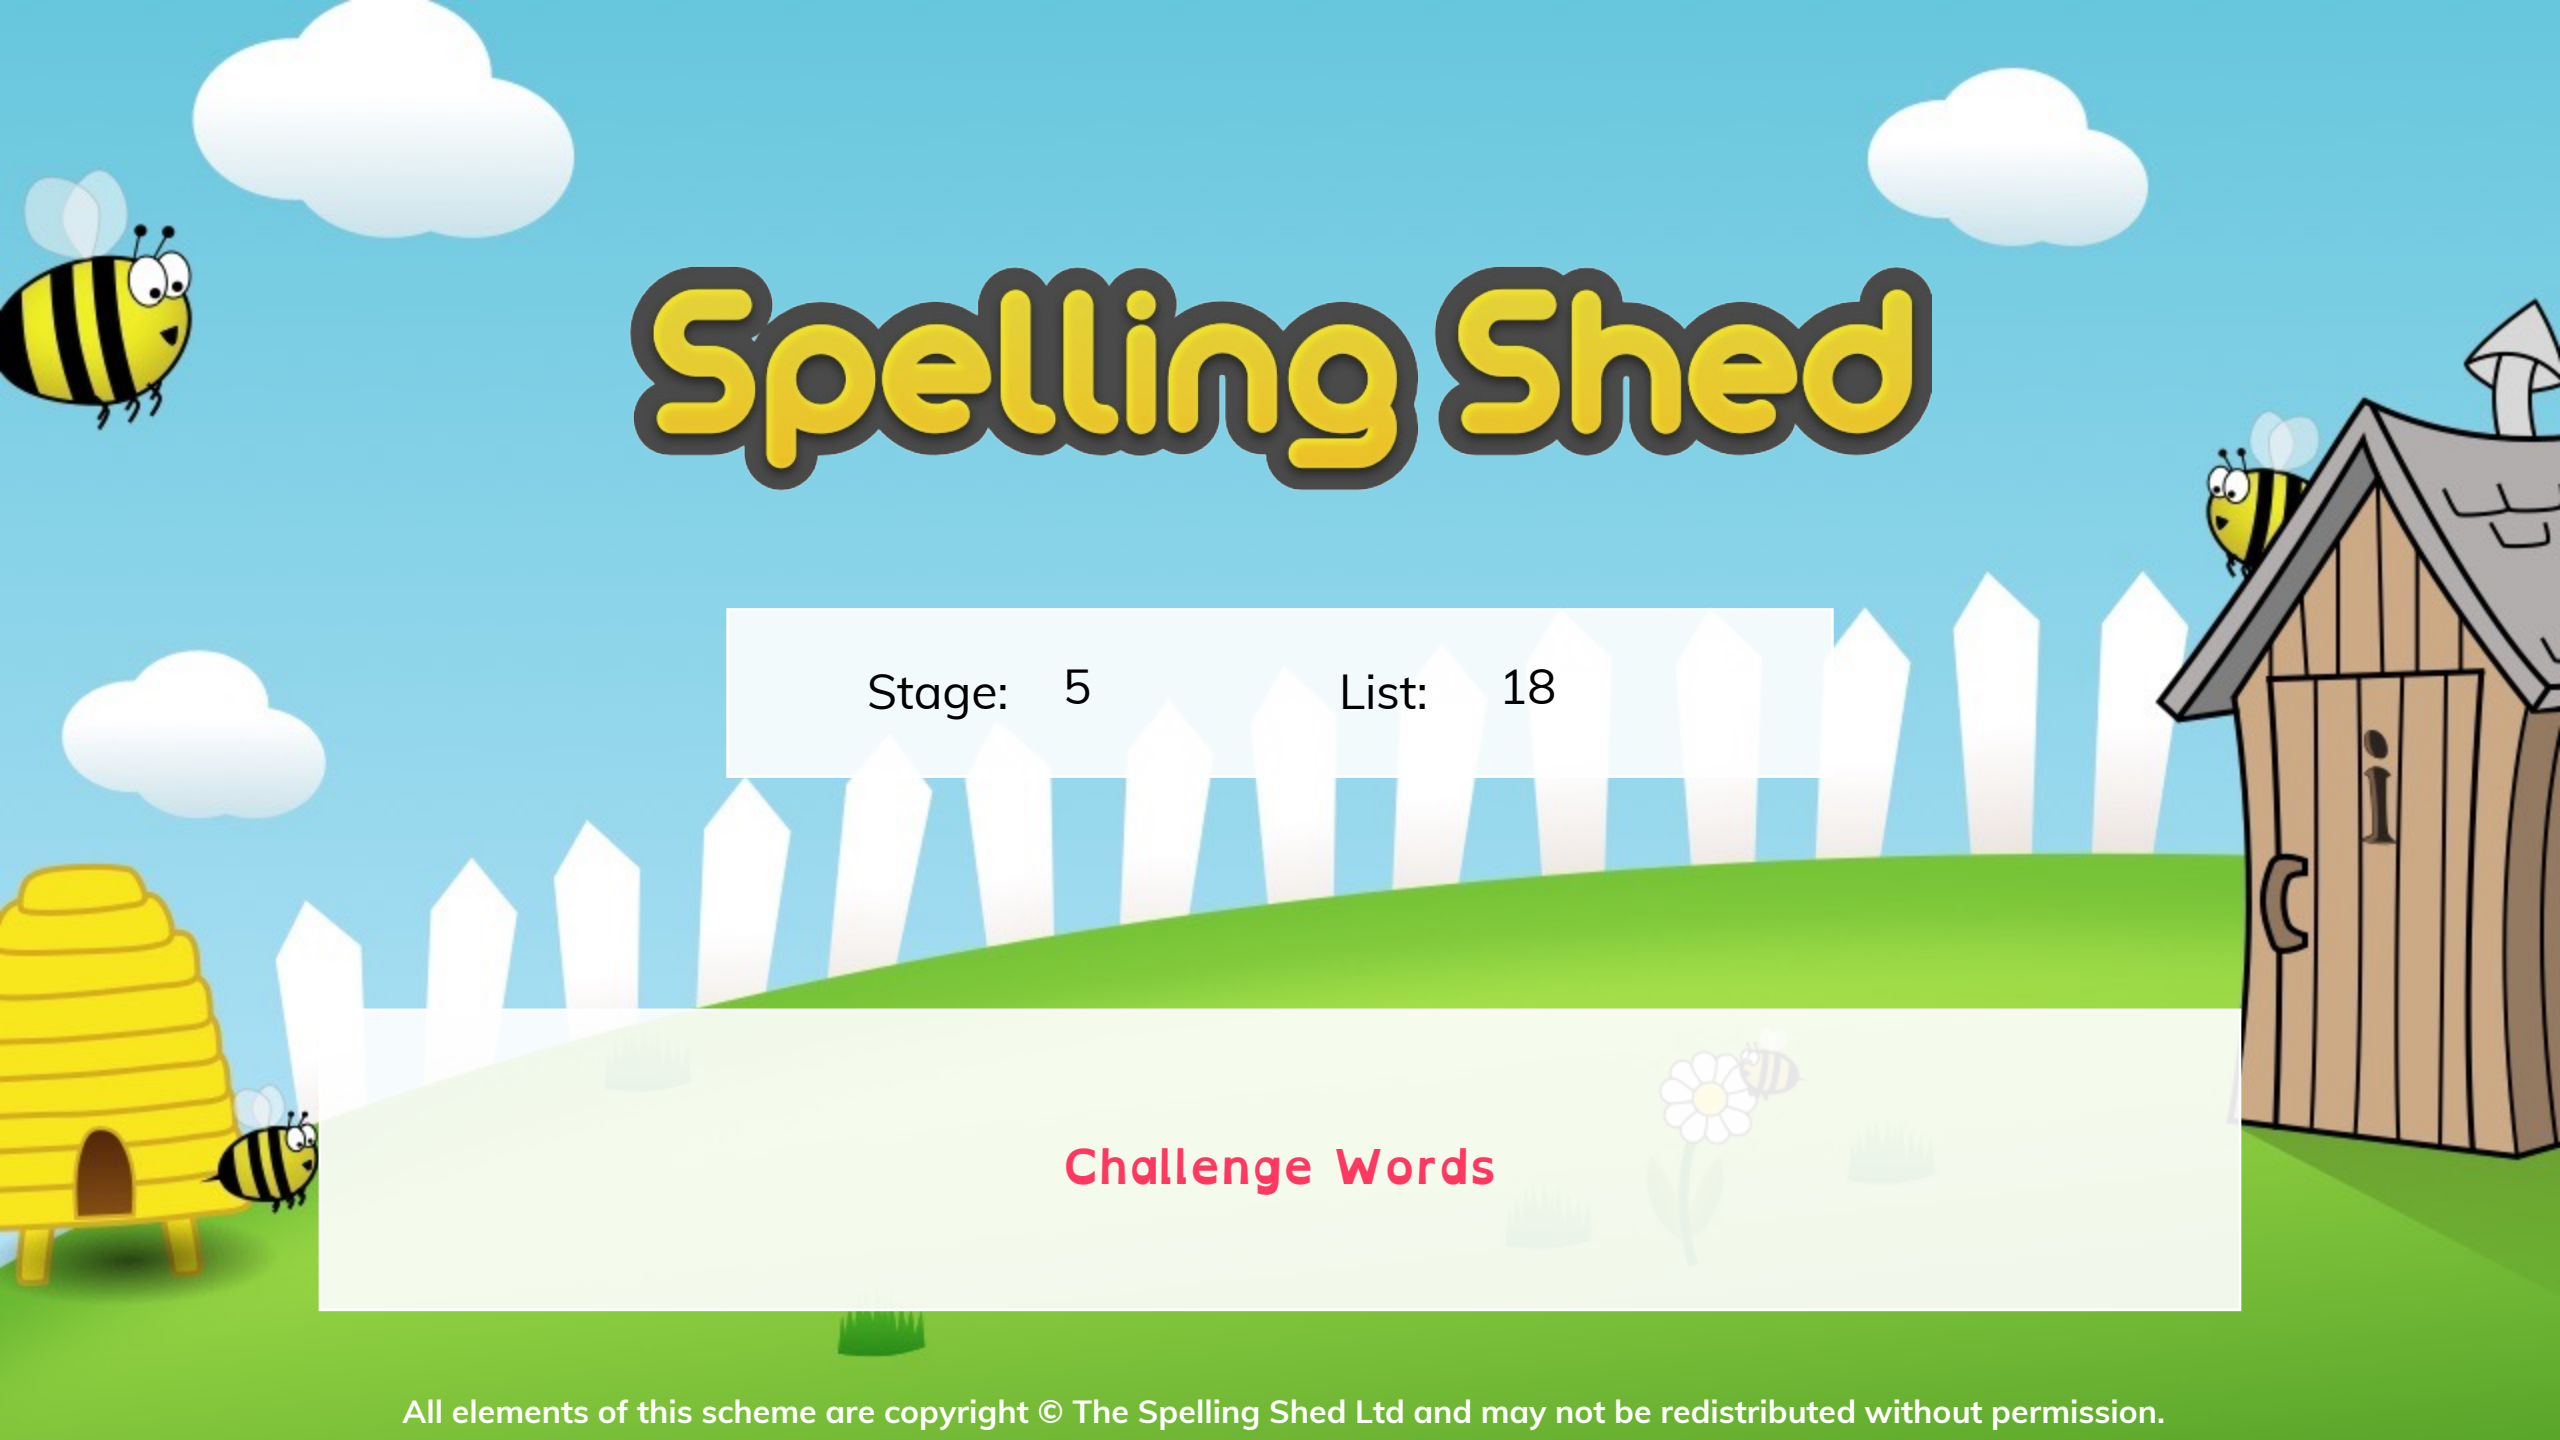 Spelling Shed
Stage: 5 List: 18
Challenge Words
All elements of this scheme are copyright © The Spelling Shed Ltd and may not be redistributed without permission.